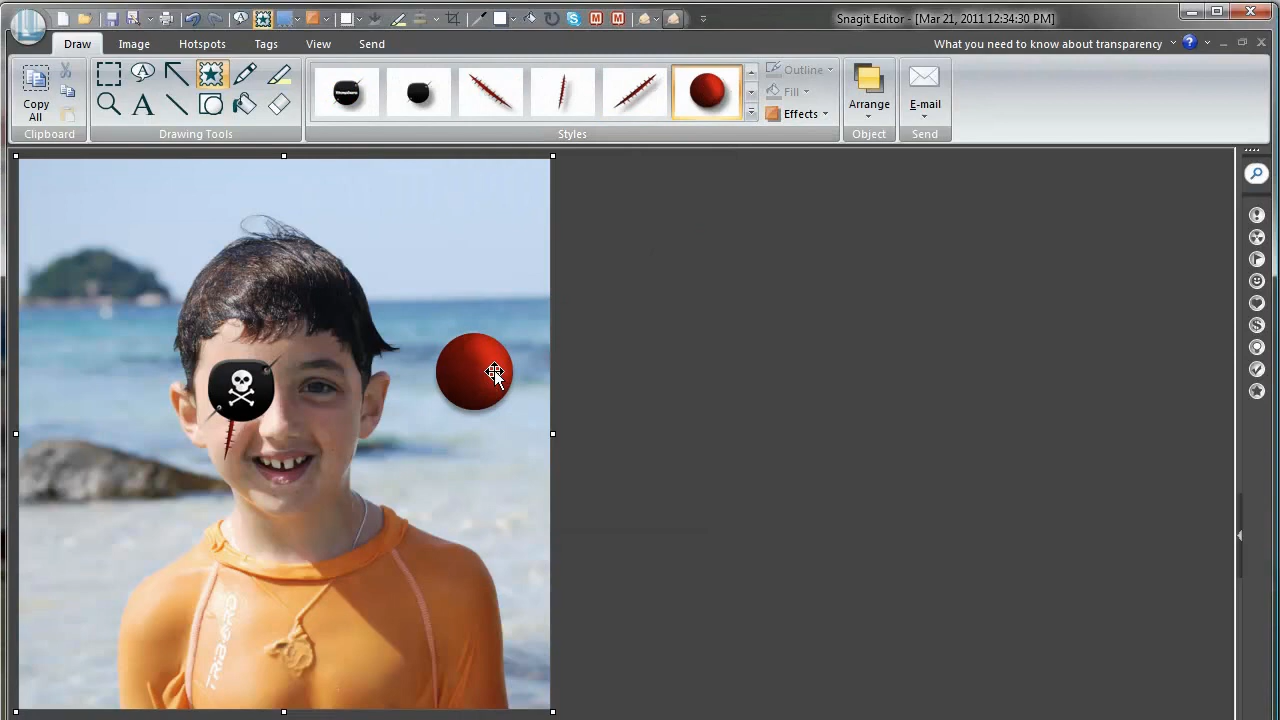 Snagit Editor - [Mar 21, 2011 12:34:30 PM]
Draw
Image
Hotspots
Tags
View
Send
What you need to know about transparency
Copy
All
Clipboard
Drawing Tools
Styles
Outline
Fill
Effects
Arrange
Object
E-mail
Send
TRIBORD